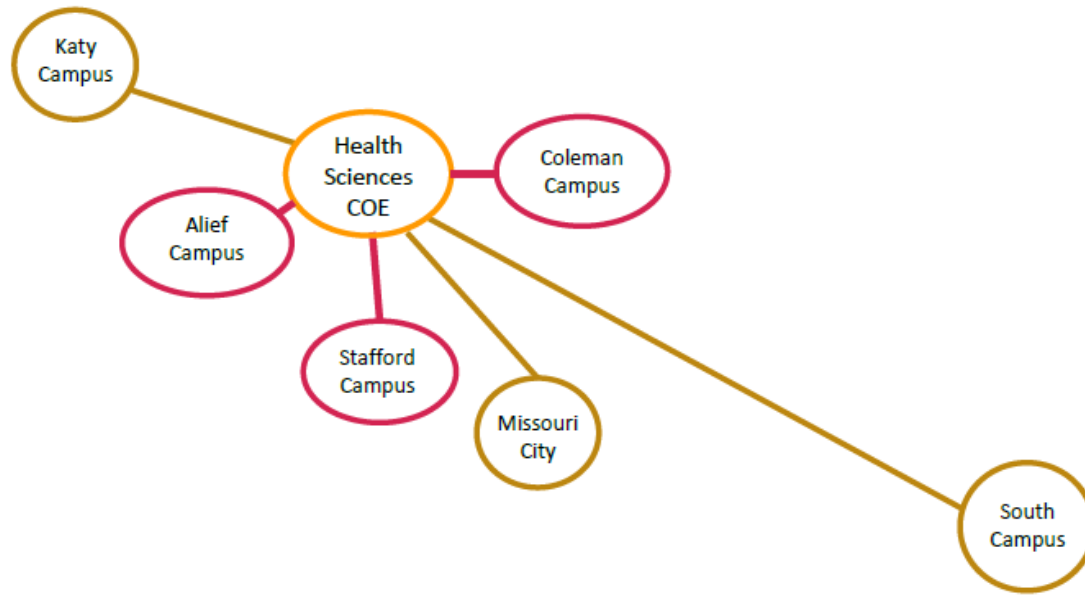 Katy
Campus
Health
Sciences
COE
Coleman
Campus
Alief
Campus
Stafford
Campus
Missouri
City
South
Campus